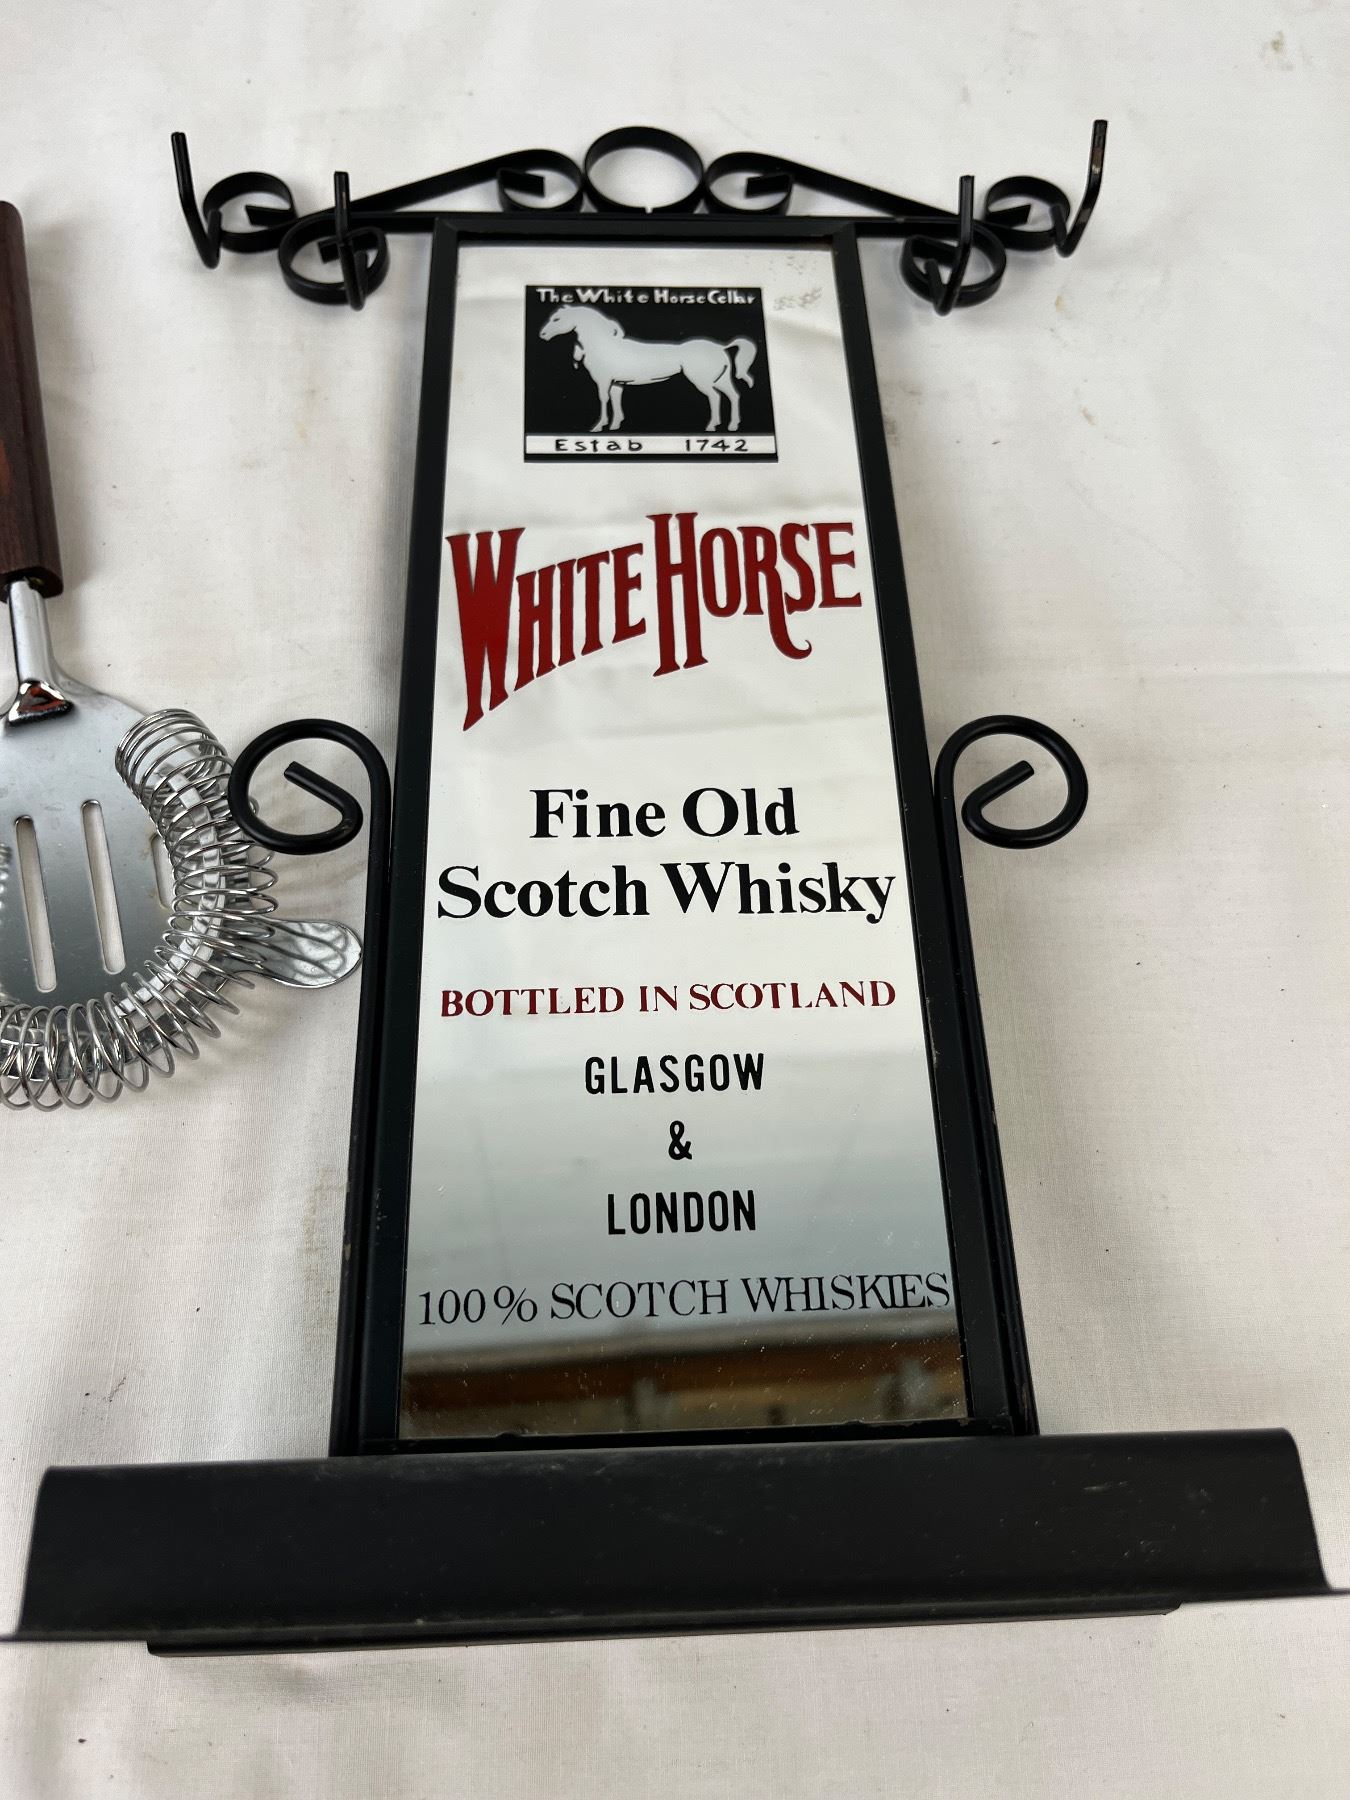 The White Horse Cellar
Estab 1742
WHITE HORSE
Fine Old
Scotch Whisky
BOTTLED IN SCOTLAND
GLASGOW
&
LONDON
100% SCOTCH WHISKIES